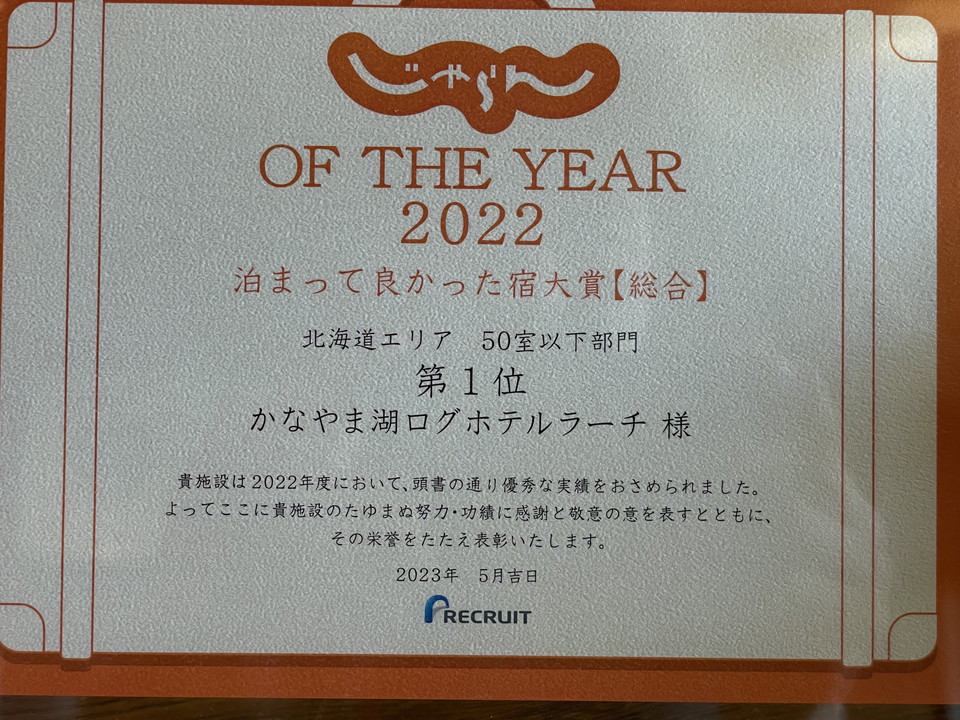 じゃらん
OF THE YEAR
2022
泊まって良かった宿大賞【総合】
北海道エリア 50室以下部門
第1位
かなやま湖ログホテルラーチ 様
貴施設は2022年度において、頭書の通り優秀な実績をおさめられました。
よってここに貴施設のたゆまぬ努力・功績に感謝と敬意の意を表すとともに、
その栄誉をたたえ表彰いたします。
2023年 5月吉日
RECRUIT